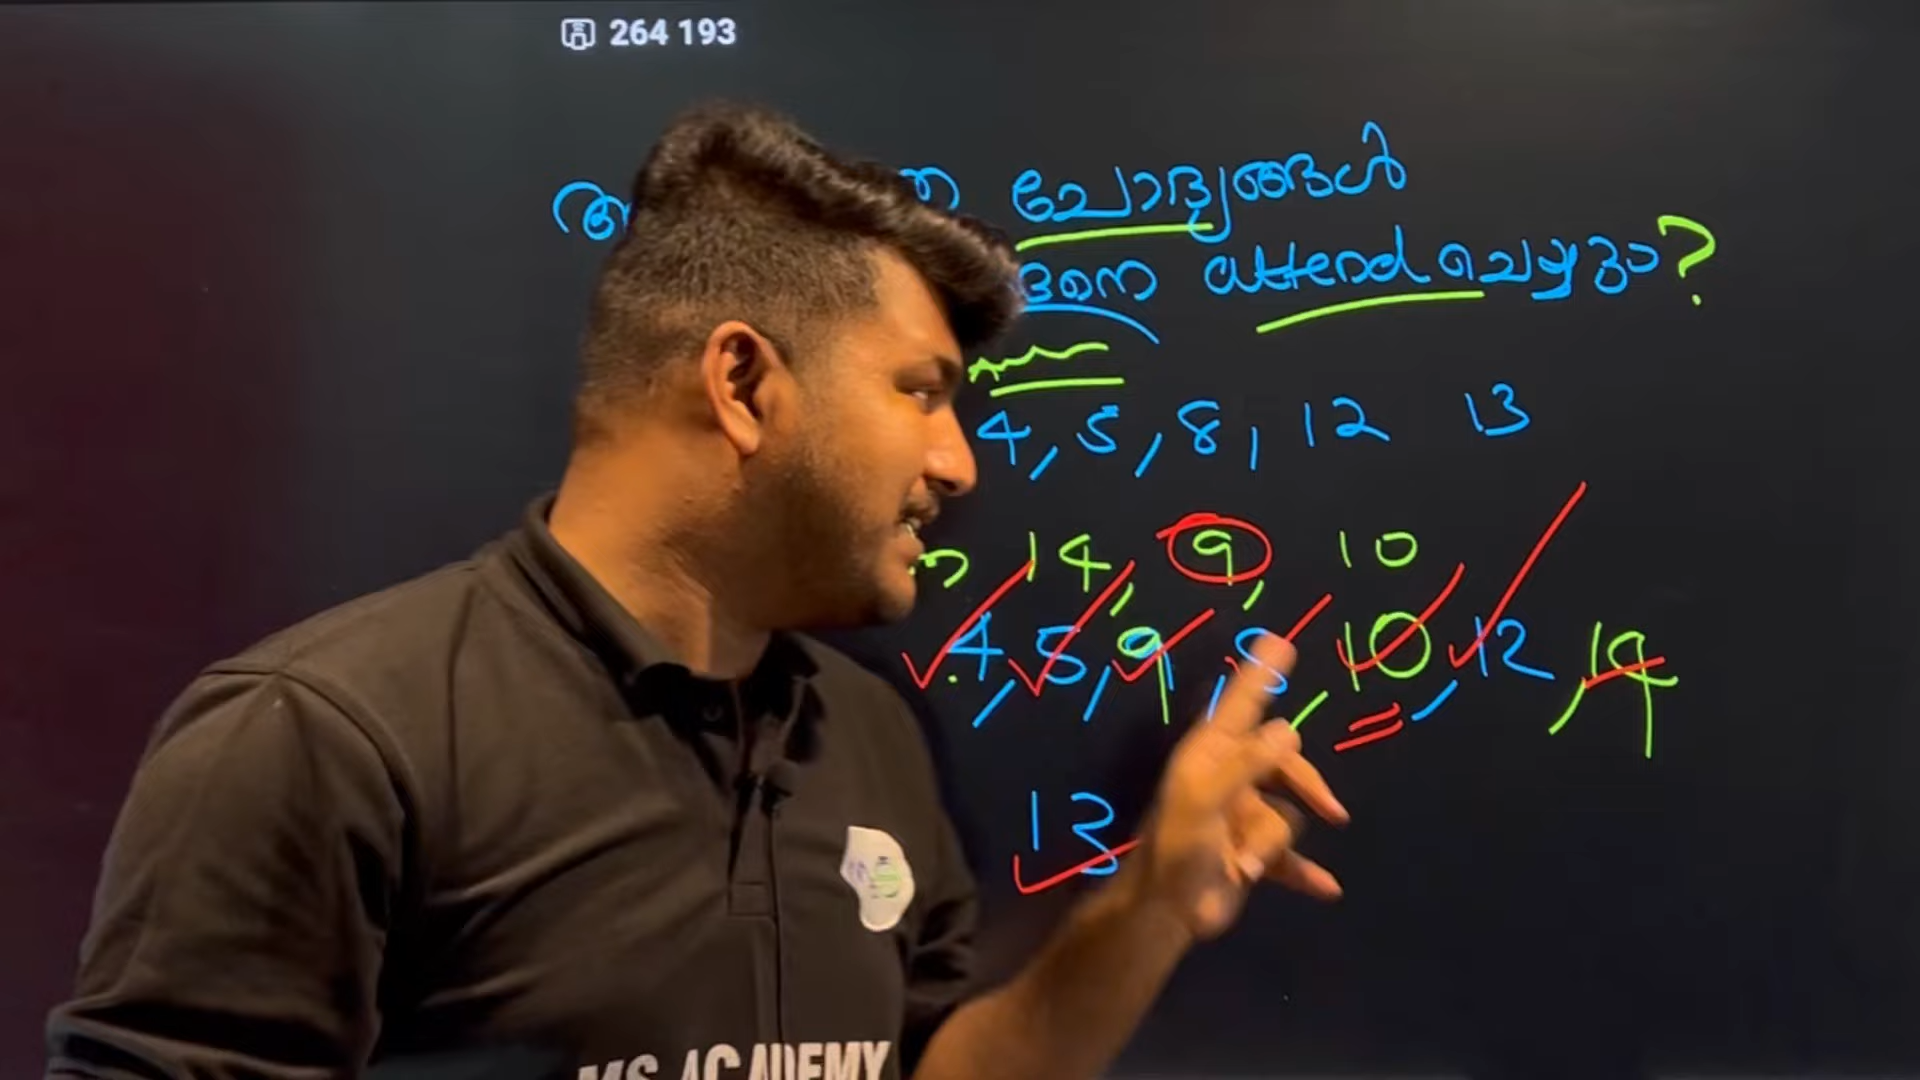 264 193
ചോദ്യങ്ങൾ
attend ചെയ്യും?
4, 5, 8, 12 13
14, 9, 10
4, 5, 9, 8, 10, 12, 14
13
MS ACADEMY